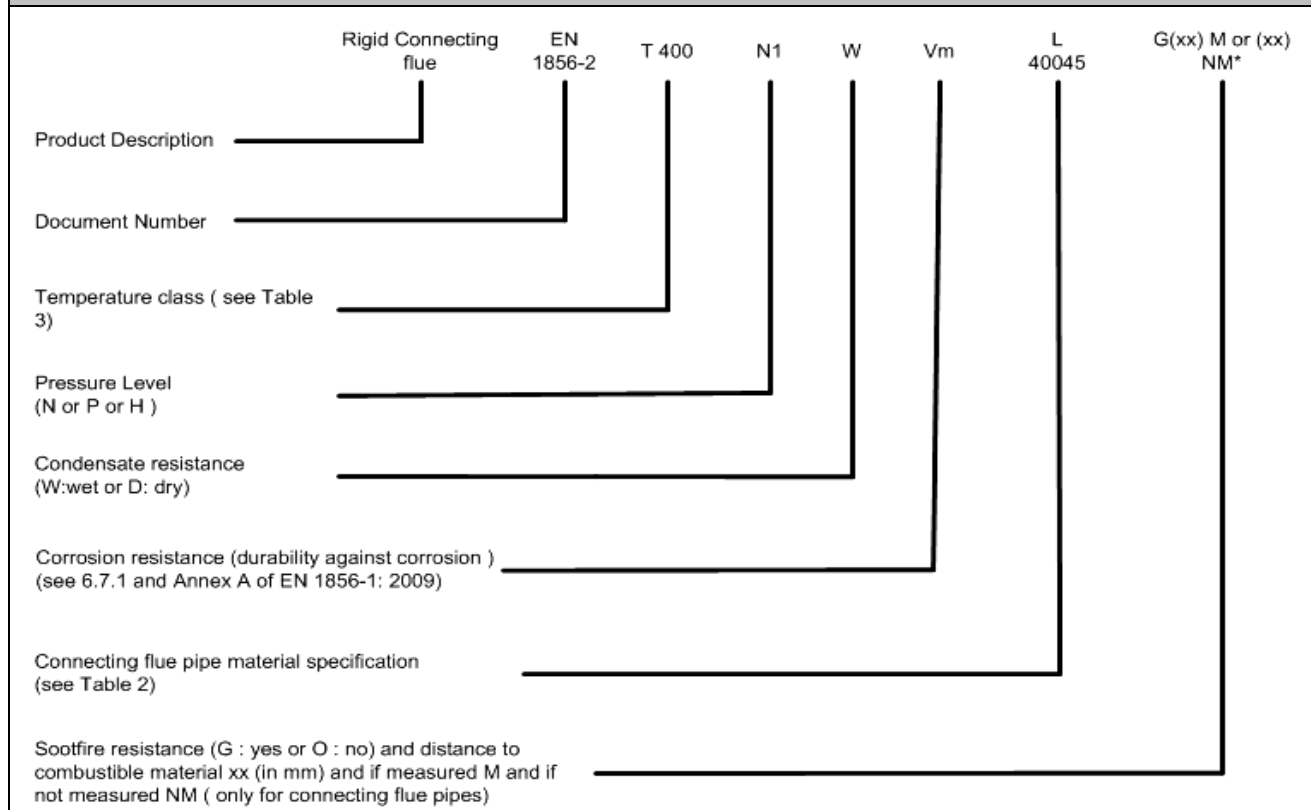 Rigid Connecting
flue
EN
1856-2
T 400
N1
W
Vm
L
40045
G(xx) M or (xx)
NM*
Product Description
Document Number
Temperature class ( see Table
3)
Pressure Level
(N or P or H )
Condensate resistance
(W:wet or D: dry)
Corrosion resistance (durability against corrosion )
(see 6.7.1 and Annex A of EN 1856-1: 2009)
Connecting flue pipe material specification
(see Table 2)
Sootfire resistance (G : yes or O : no) and distance to
combustible material xx (in mm) and if measured M and if
not measured NM ( only for connecting flue pipes)